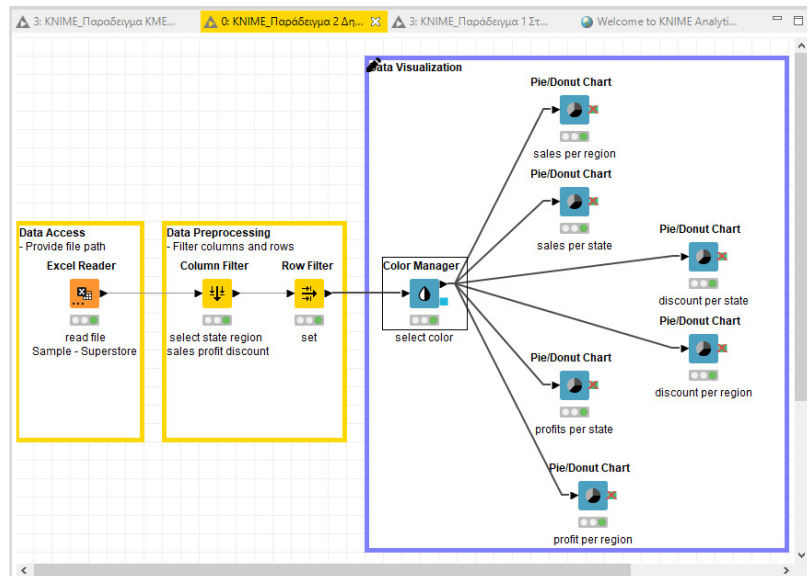 3: KNIME_Παραδειγμα KME...
0: KNIME_Παράδειγμα 2 Δη...
3: KNIME_Παράδειγμα 1 Στ...
Welcome to KNIME Analyti...
Data Access
- Provide file path
Excel Reader
read file
Sample - Superstore
Data Preprocessing
- Filter columns and rows
Column Filter
select state region
sales profit discount
Row Filter
set
Data Visualization
Color Manager
select color
Pie/Donut Chart
sales per region
Pie/Donut Chart
sales per state
Pie/Donut Chart
discount per state
Pie/Donut Chart
discount per region
Pie/Donut Chart
profits per state
Pie/Donut Chart
profit per region